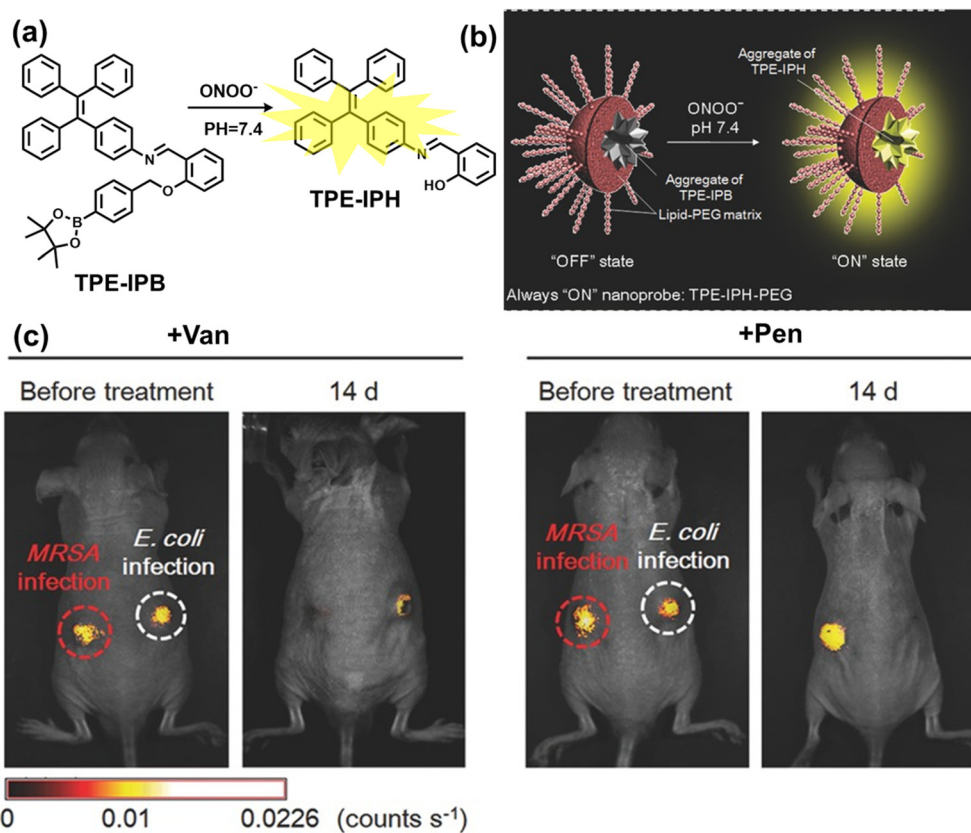 (a)
ONOO⁻
PH=7.4
N
O
O
B
O
TPE-IPB
N
HO
TPE-IPH
(b)
Aggregate of
TPE-IPH
ONOO⁻
pH 7.4
Aggregate of
TPE-IPB
Lipid-PEG matrix
“OFF” state
“ON” state
Always “ON” nanoprobe: TPE-IPH-PEG
(c)
+Van
+Pen
Before treatment
14 d
Before treatment
14 d
MRSA
infection
E. coli
infection
MRSA
infection
E. coli
infection
0
0.01
0.0226
(counts s⁻¹)